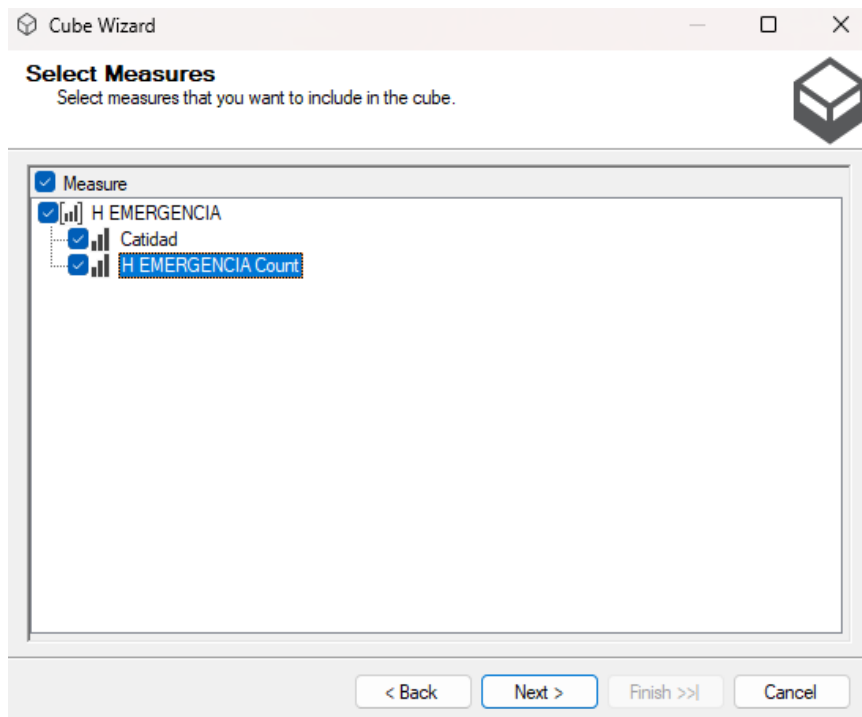 Cube Wizard
Select Measures
Select measures that you want to include in the cube.
Measure
H EMERGENCIA
Catidad
H EMERGENCIA Count
< Back Next > Finish >>| Cancel